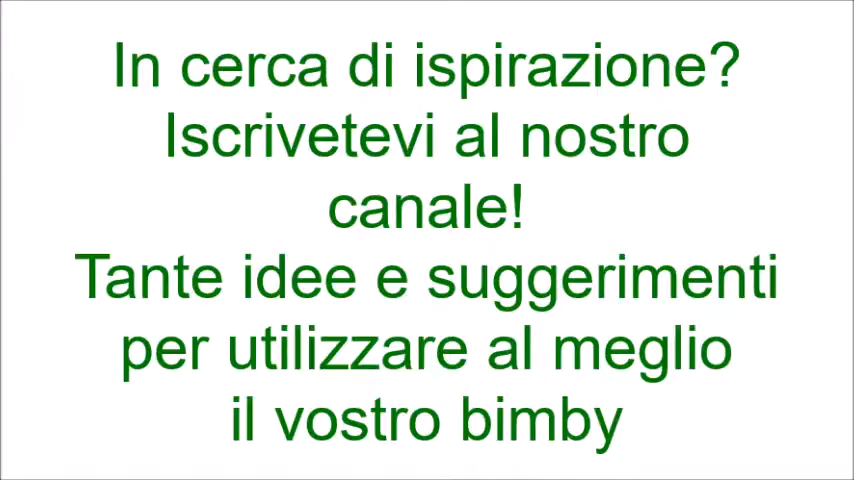 In cerca di ispirazione?
Iscrivetevi al nostro
canale!
Tante idee e suggerimenti
per utilizzare al meglio
il vostro bimby